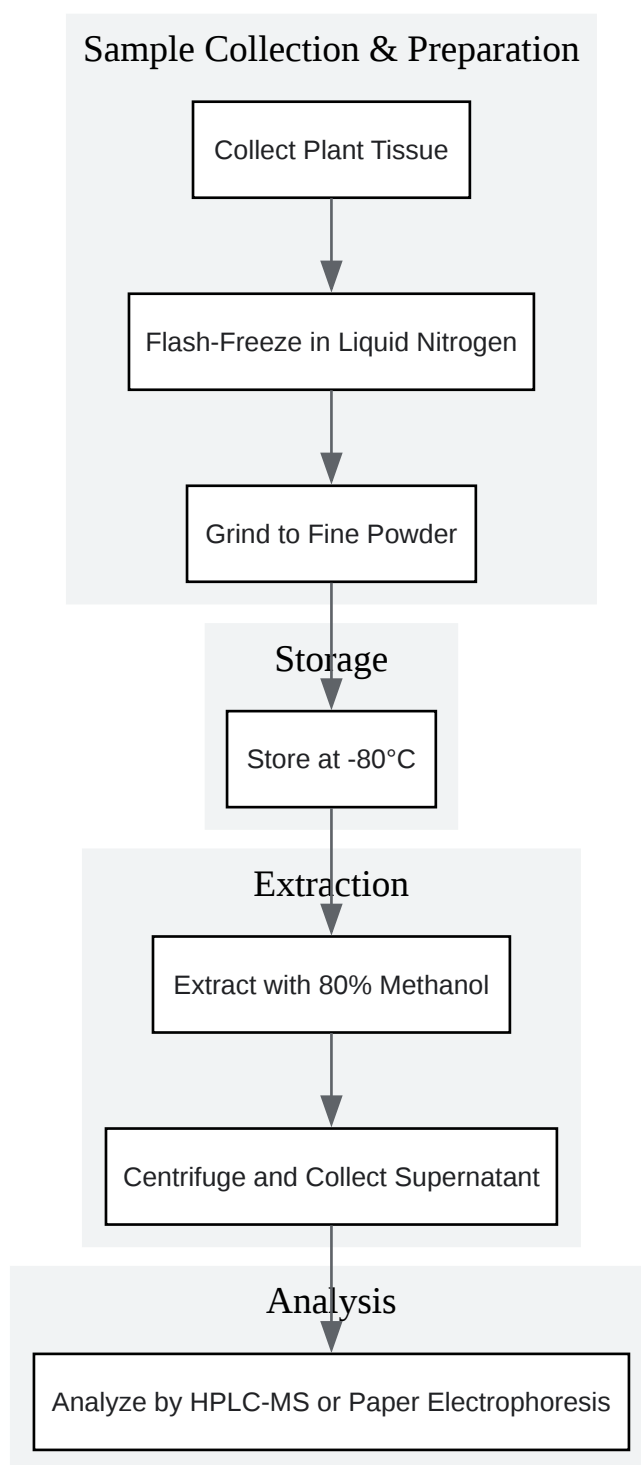 Sample Collection & Preparation
Collect Plant Tissue
Flash-Freeze in Liquid Nitrogen
Grind to Fine Powder
Storage
Store at -80°C
Extraction
Extract with 80% Methanol
Centrifuge and Collect Supernatant
Analysis
Analyze by HPLC-MS or Paper Electrophoresis